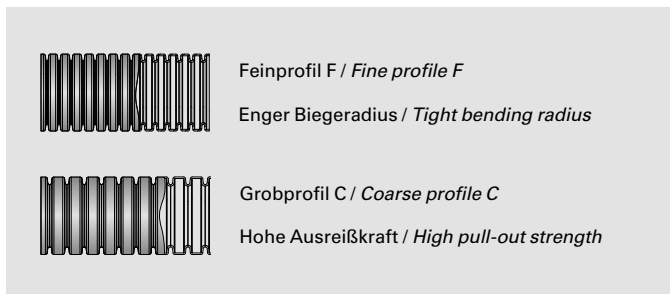 Feinprofil F / Fine profile F
Enger Biegeradius / Tight bending radius
Grobprofil C / Coarse profile C
Hohe Ausreißkraft / High pull-out strength